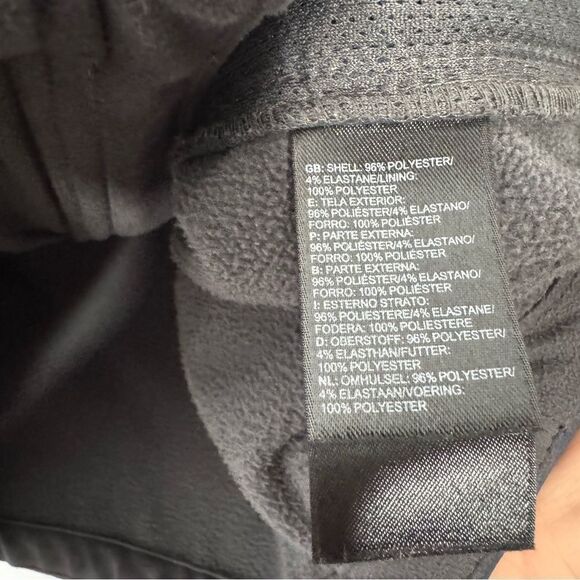 GB: SHELL: 96% POLYESTER/
4% ELASTANE/LINING:
100% POLYESTER
E: TELA EXTERIOR:
96% POLIÉSTER/4% ELASTANO/
FORRO: 100% POLIÉSTER
P: PARTE EXTERNA:
96% POLIÉSTER/4% ELASTANO/
FORRO: 100% POLIÉSTER
B: PARTE EXTERNA:
96% POLIÉSTER/4% ELASTANO/
FORRO: 100% POLIÉSTER
I: ESTERNO STRATO:
96% POLIESTERE/4% ELASTANE/
FODERA: 100% POLIESTERE
D: OBERSTOFF: 96% POLYESTER/
4% ELASTHAN/FUTTER:
100% POLYESTER
NL: OMHULSEL: 96% POLYESTER/
4% ELASTAAN/VOERING:
100% POLYESTER